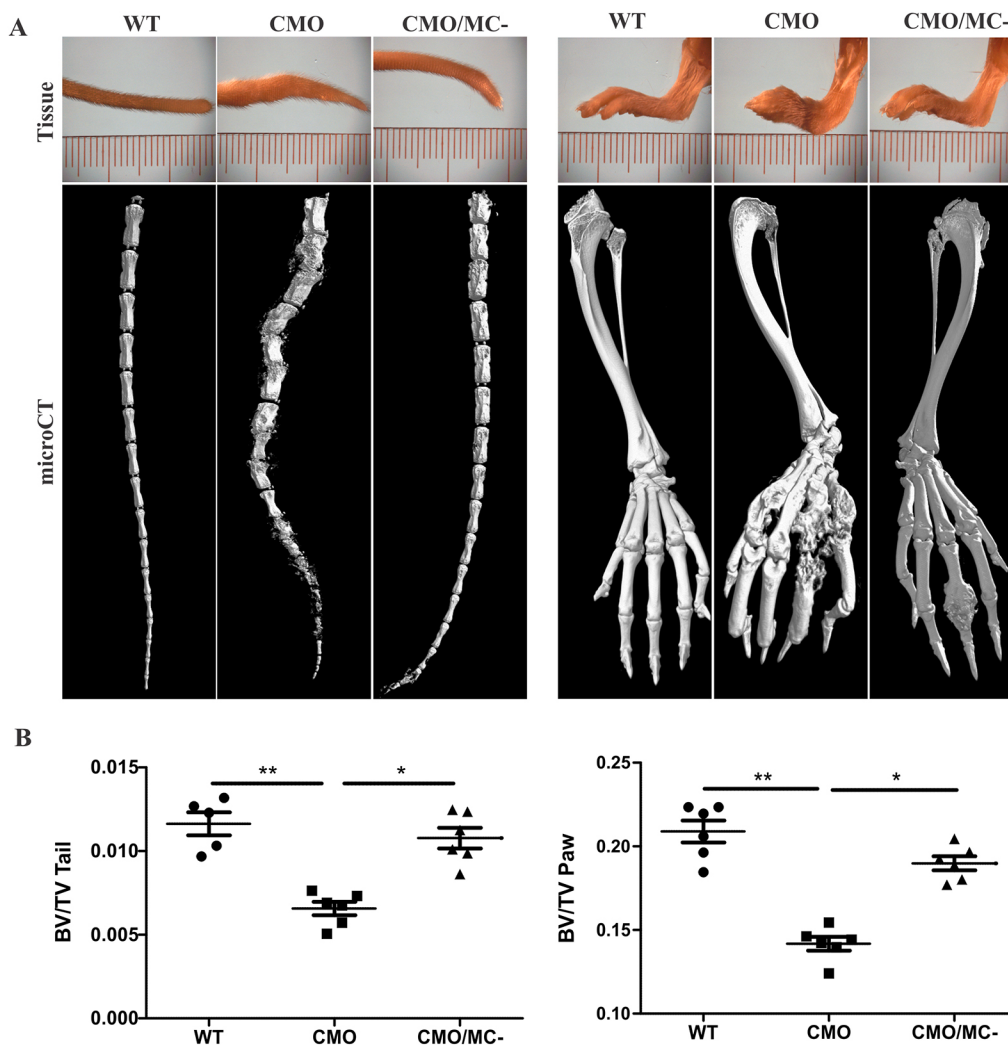 A
WT CMO CMO/MC- WT CMO CMO/MC-
Tissue
microCT
B
BV/TV Tail
0.015
0.010
0.005
0.000
** *
WT CMO CMO/MC-
BV/TV Paw
0.25
0.20
0.15
0.10
** *
WT CMO CMO/MC-